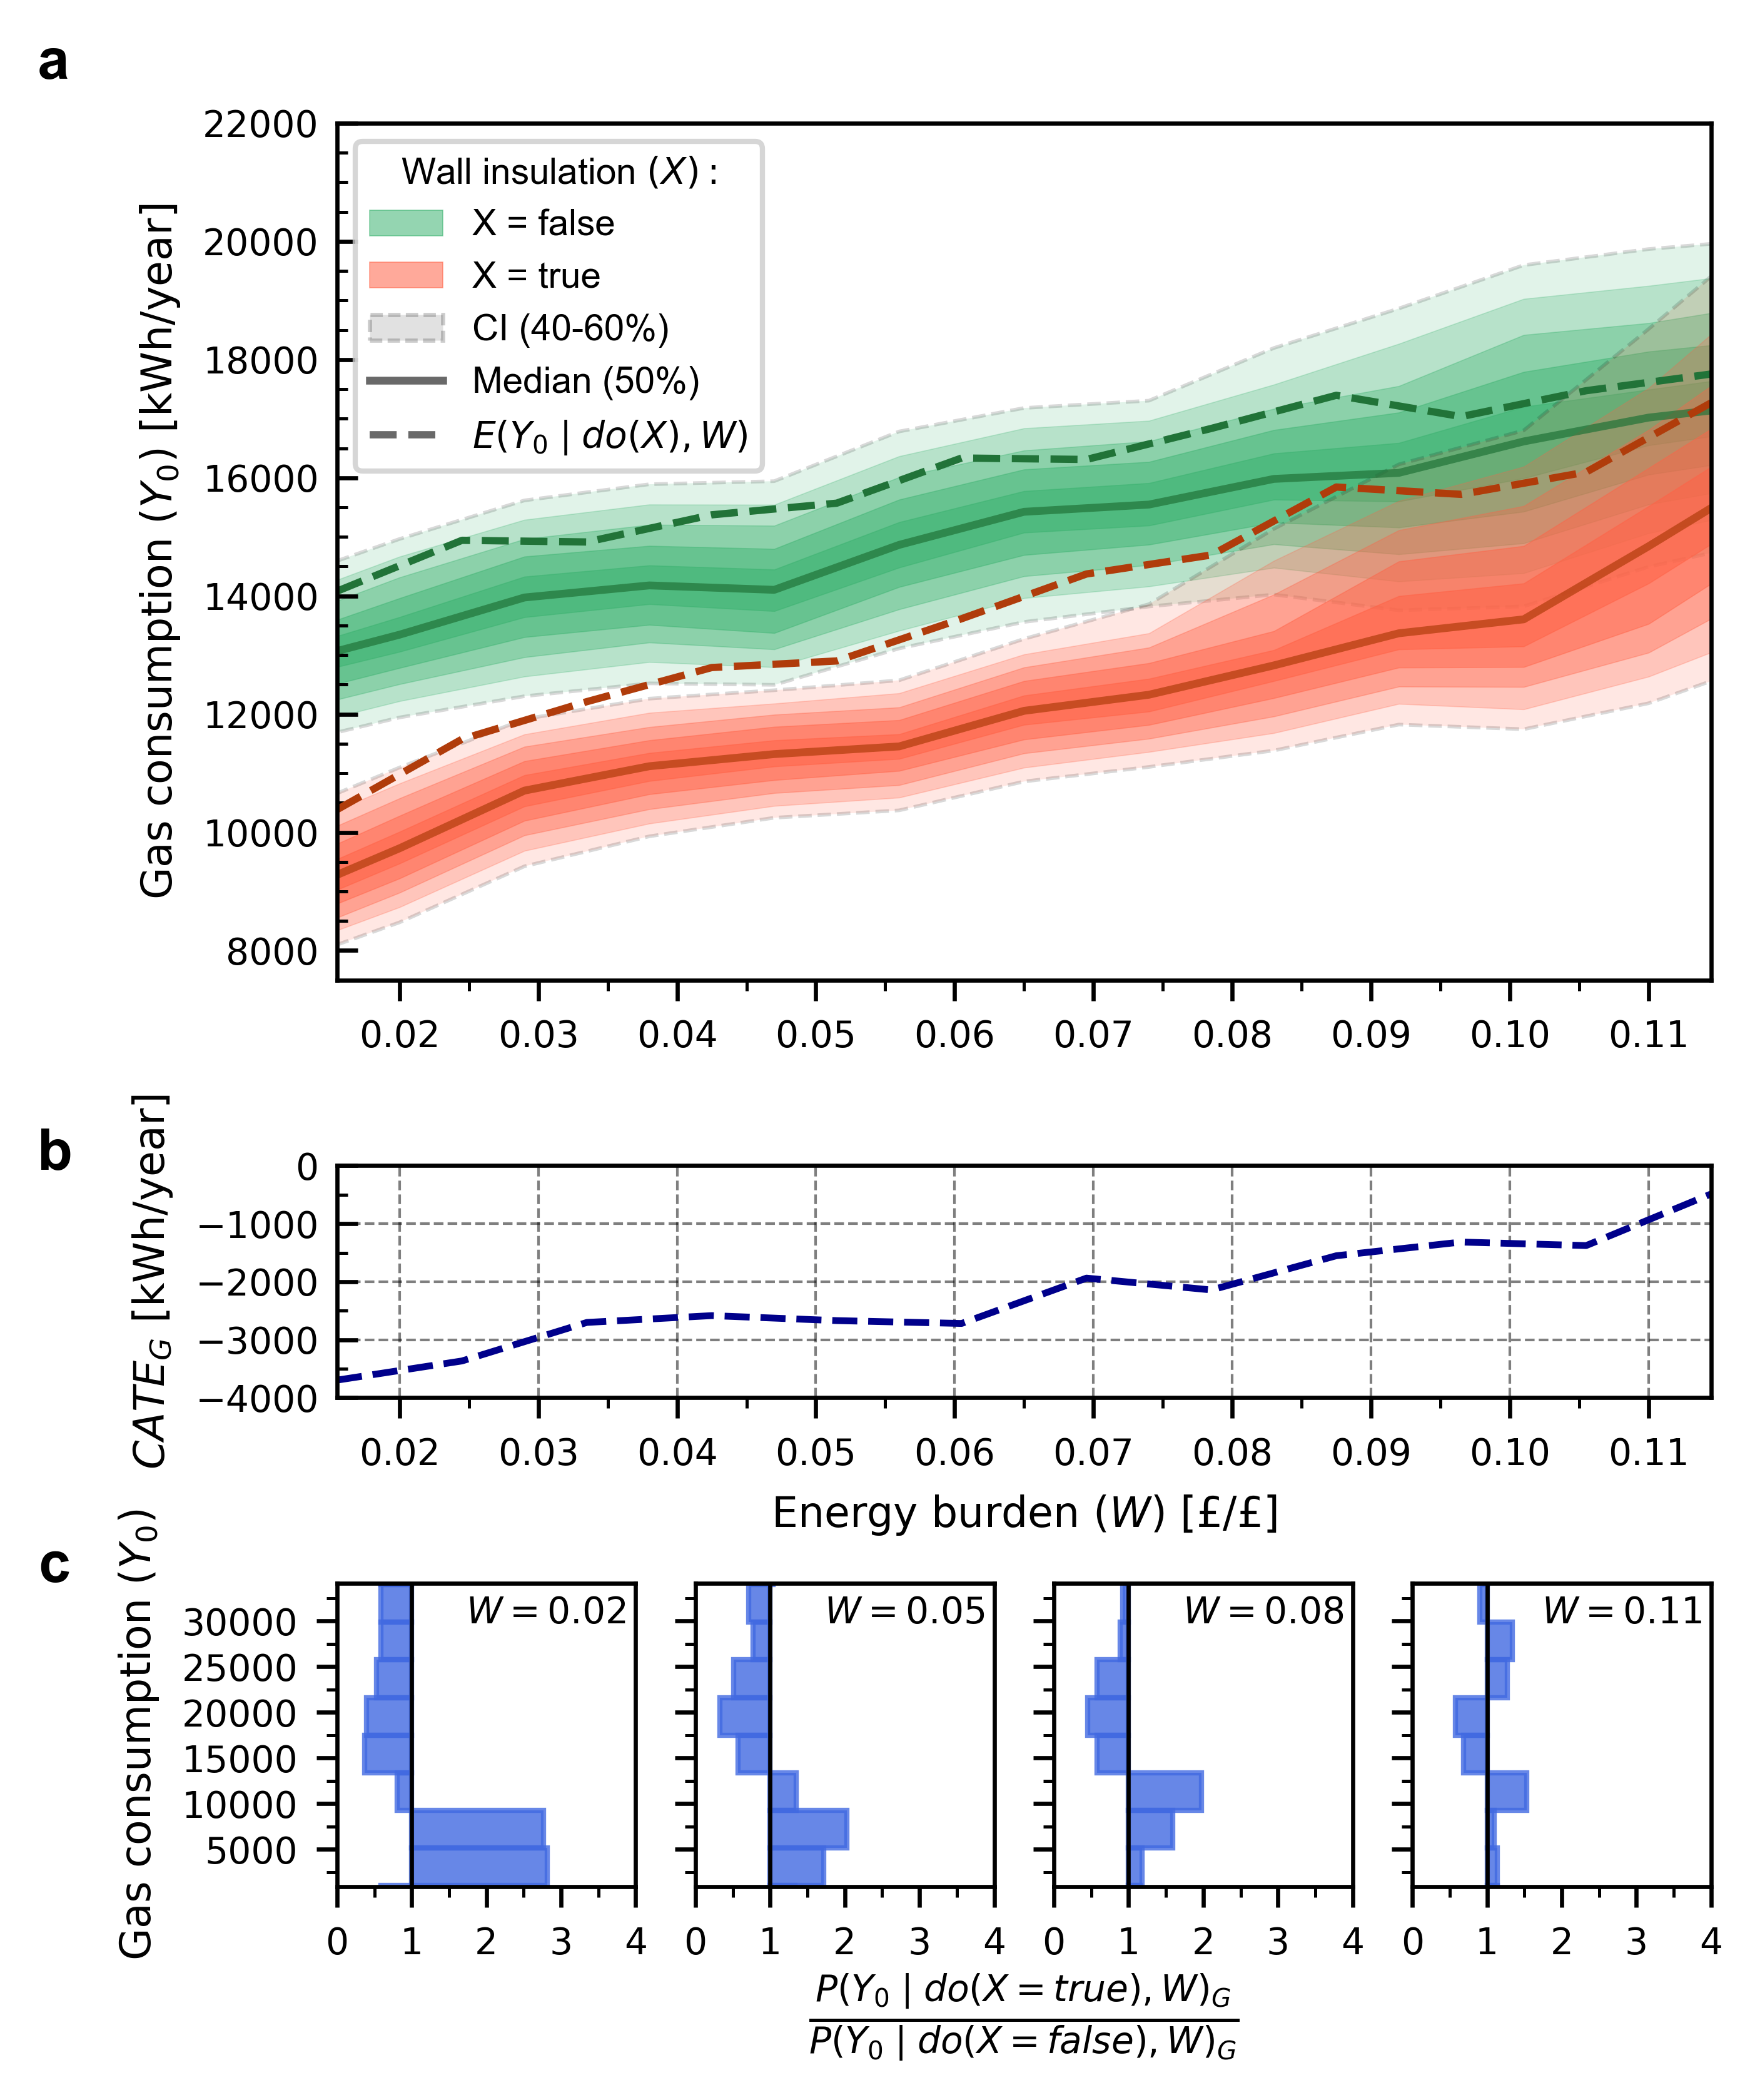 a
22000
20000
18000
16000
14000
12000
10000
8000
Gas consumption (Y₀) [kWh/year]
Wall insulation (X) :
X = false
X = true
CI (40-60%)
Median (50%)
E(Y₀ | do(X), W)
0.02 0.03 0.04 0.05 0.06 0.07 0.08 0.09 0.10 0.11
b
0
−1000
−2000
−3000
−4000
CATE_G [kWh/year]
0.02 0.03 0.04 0.05 0.06 0.07 0.08 0.09 0.10 0.11
Energy burden (W) [£/£]
c
Gas consumption (Y₀)
30000
25000
20000
15000
10000
5000
W = 0.02
W = 0.05
W = 0.08
W = 0.11
0 1 2 3 4 0 1 2 3 4 0 1 2 3 4 0 1 2 3 4
P(Y₀ | do(X = true), W)_G
P(Y₀ | do(X = false), W)_G